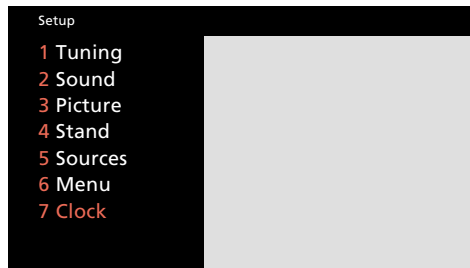 Setup
1 Tuning
2 Sound
3 Picture
4 Stand
5 Sources
6 Menu
7 Clock